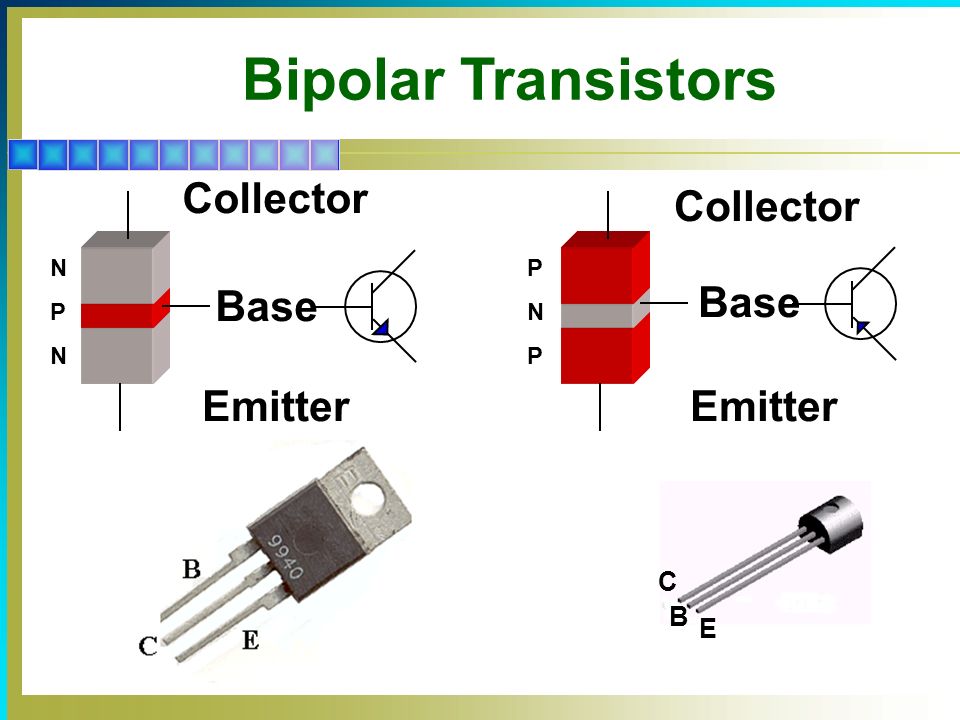 Bipolar Transistors
Collector
N
P
N
Base
Emitter
Collector
P
N
P
Base
Emitter
9940
B
C
E
C
B
E